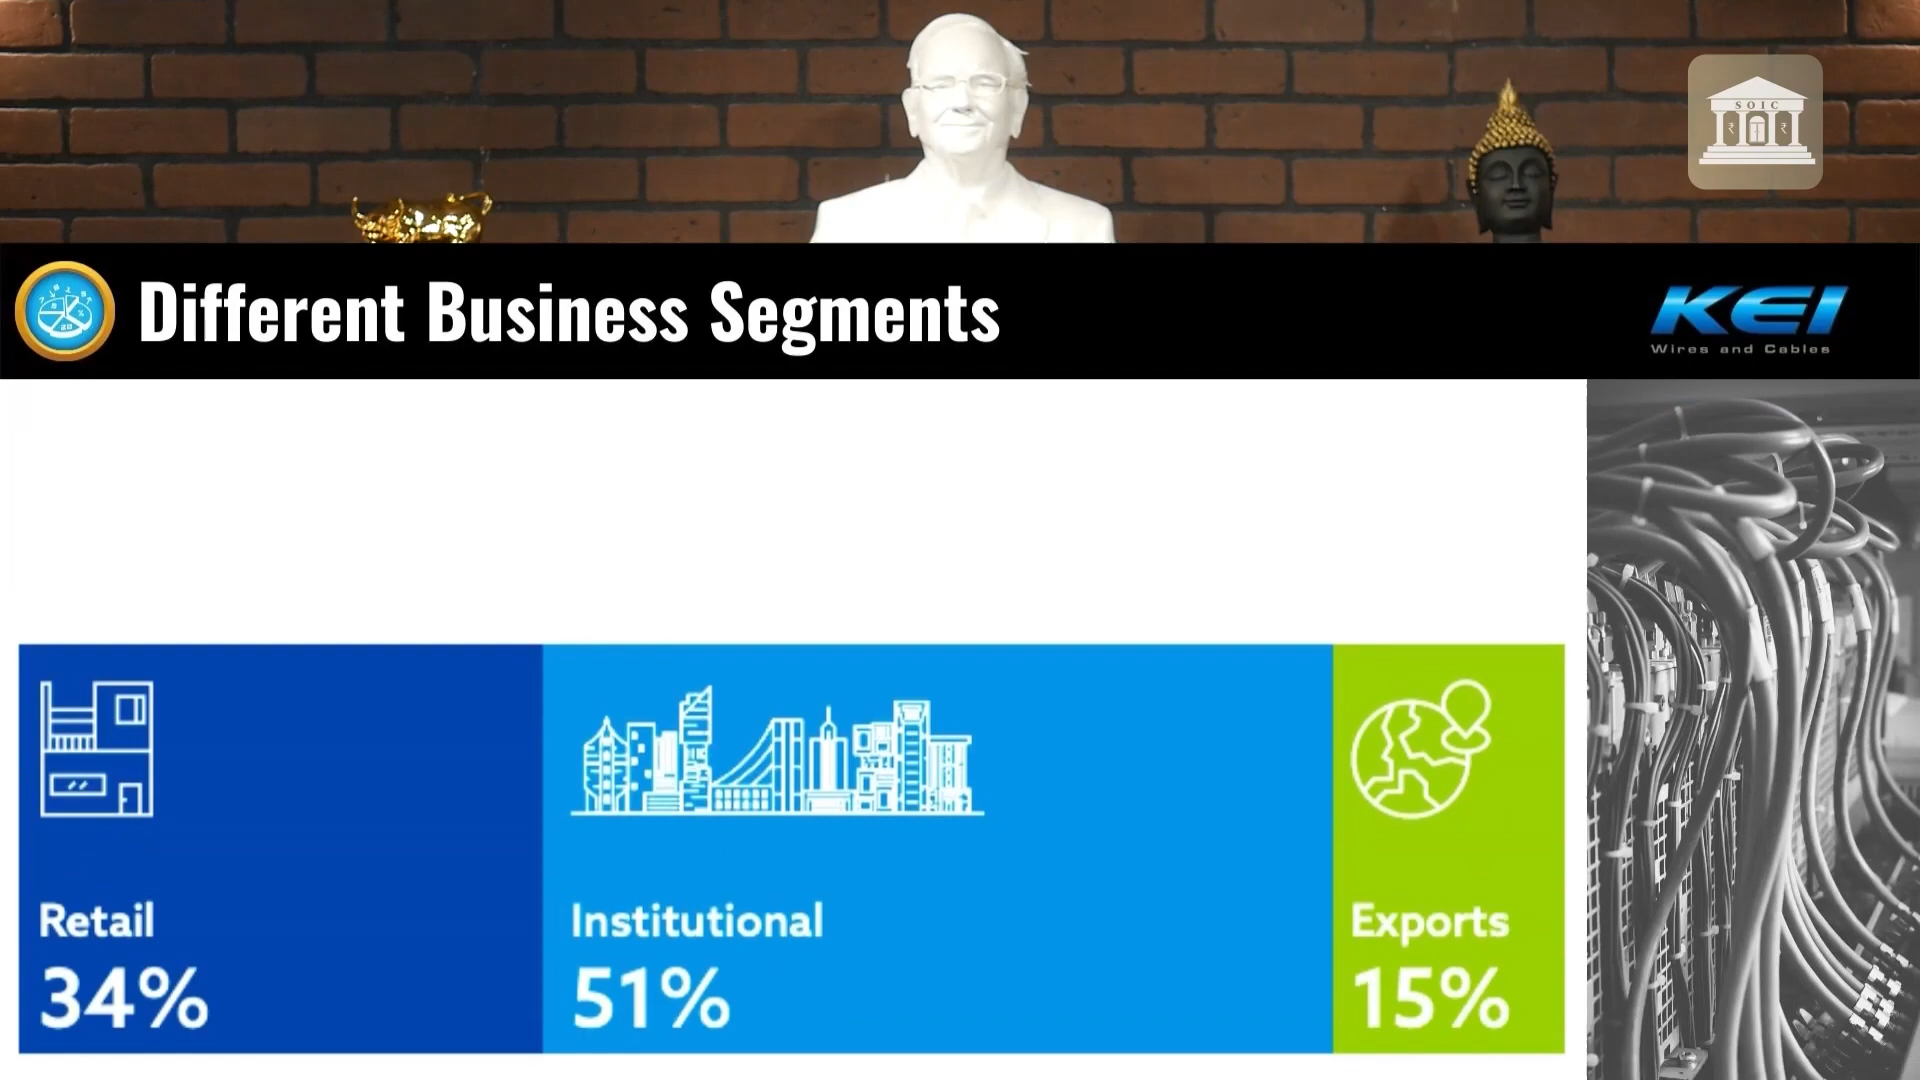 SOIC
Different Business Segments
KEI
Wires and Cables
Retail
34%
Institutional
51%
Exports
15%